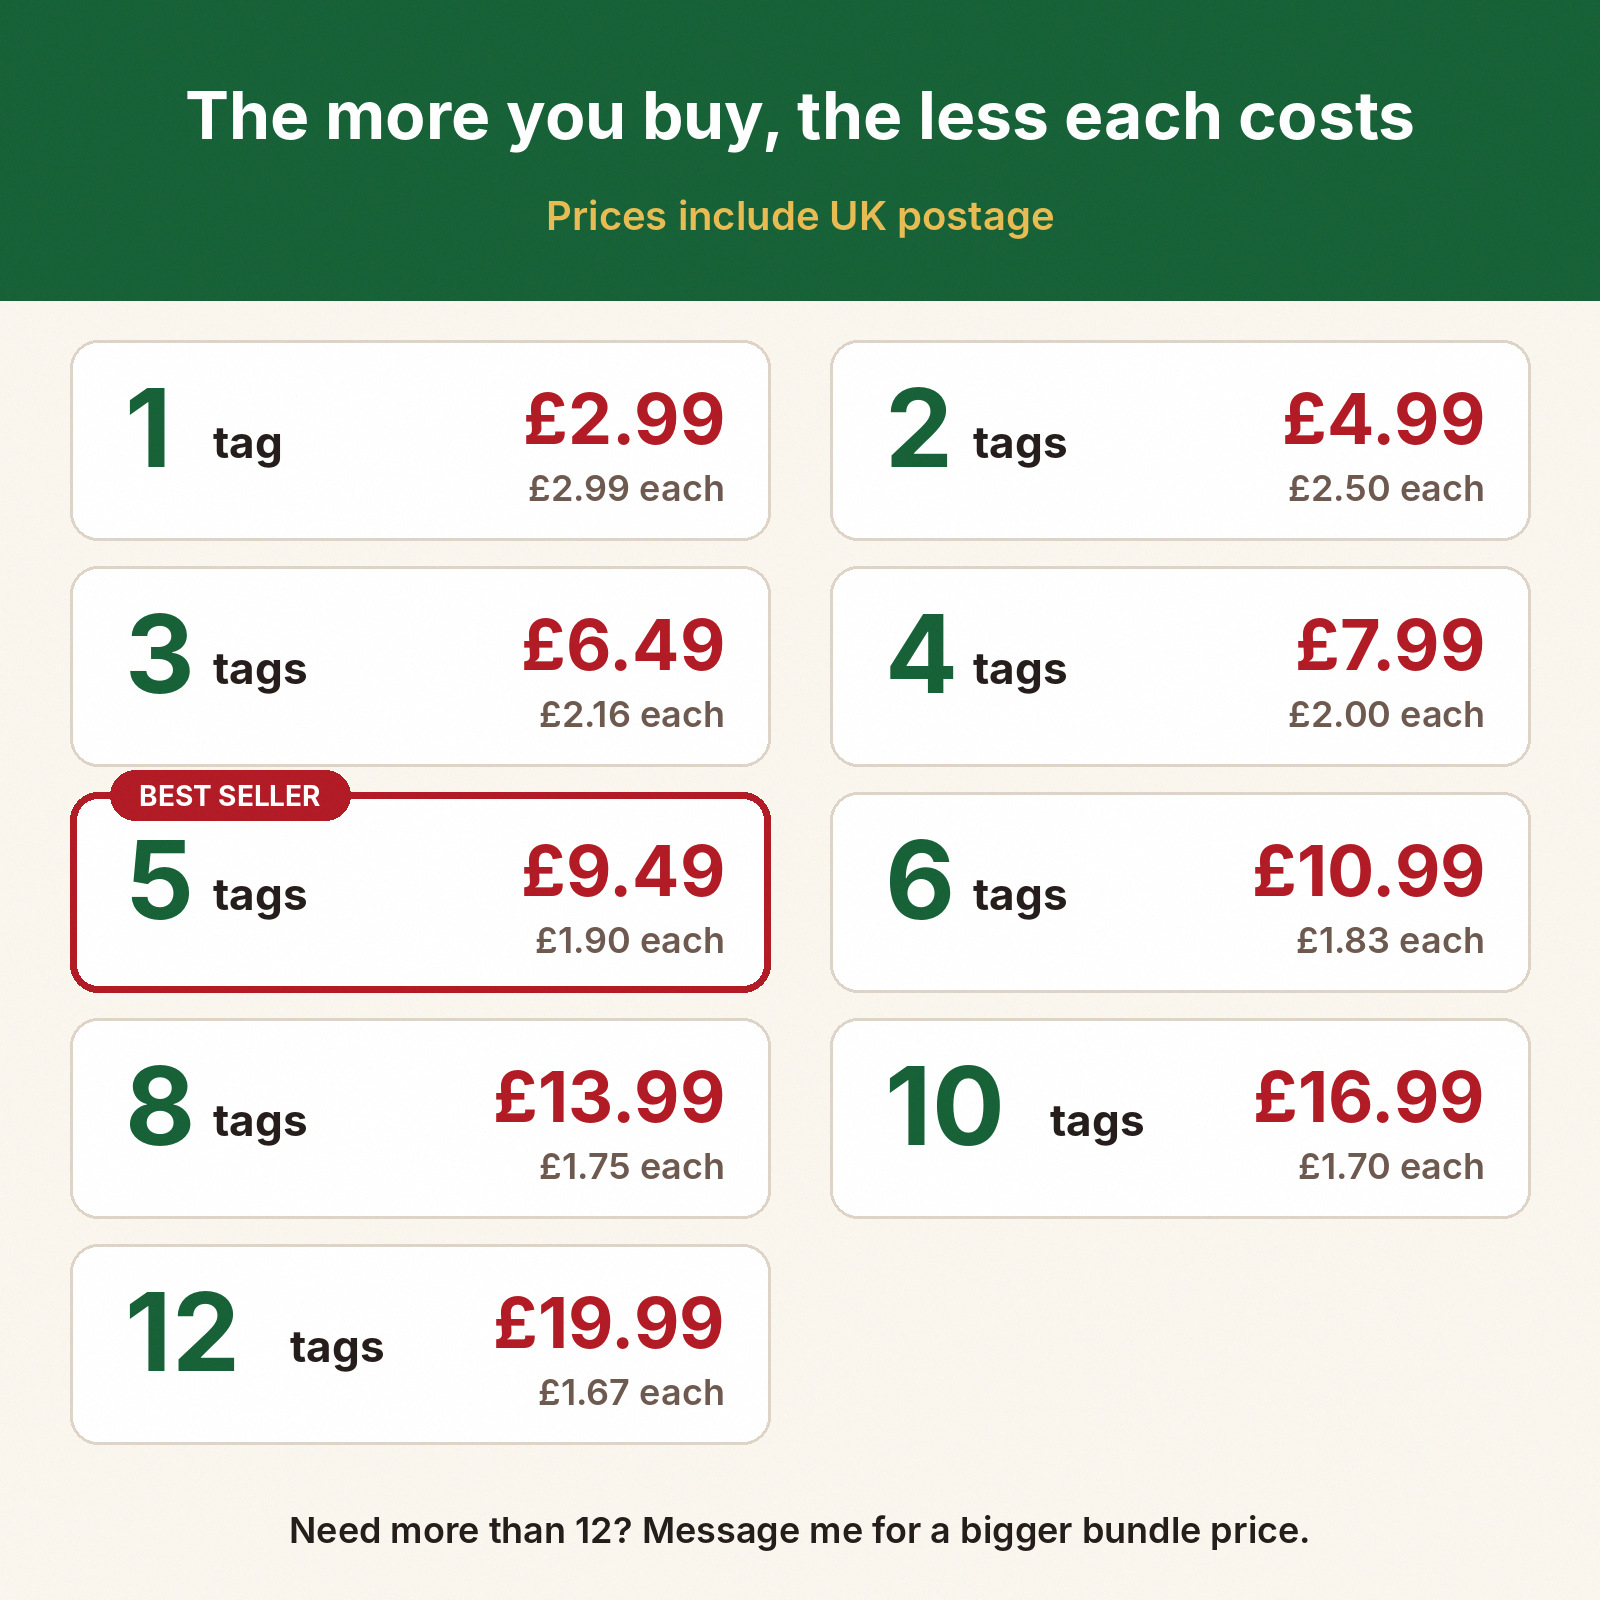 The more you buy, the less each costs
Prices include UK postage
1 tag £2.99
£2.99 each
2 tags £4.99
£2.50 each
3 tags £6.49
£2.16 each
4 tags £7.99
£2.00 each
BEST SELLER
5 tags £9.49
£1.90 each
6 tags £10.99
£1.83 each
8 tags £13.99
£1.75 each
10 tags £16.99
£1.70 each
12 tags £19.99
£1.67 each
Need more than 12? Message me for a bigger bundle price.